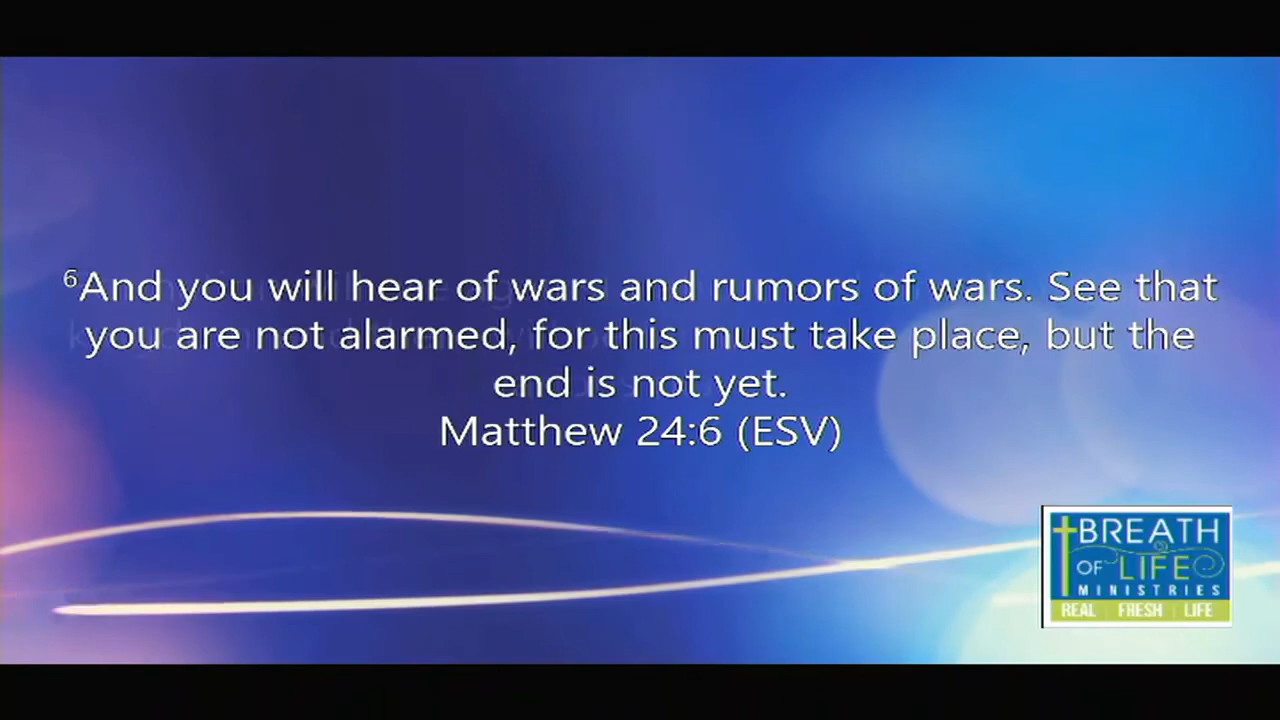 ⁶And you will hear of wars and rumors of wars. See that
you are not alarmed, for this must take place, but the
end is not yet.
Matthew 24:6 (ESV)
BREATH
OF LIFE
MINISTRIES
REAL FRESH LIFE